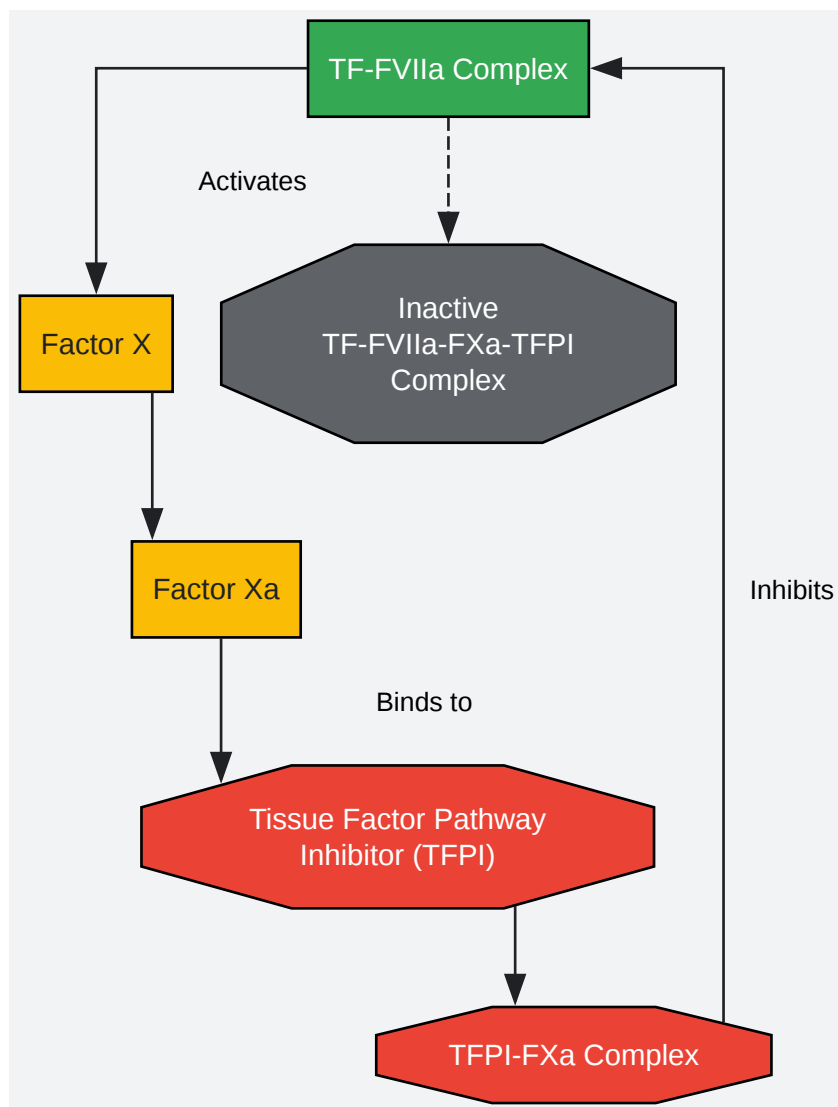 TF-FVIIa Complex
Activates
Inactive
TF-FVIIa-FXa-TFPI
Complex
Factor X
Factor Xa
Inhibits
Binds to
Tissue Factor Pathway
Inhibitor (TFPI)
TFPI-FXa Complex